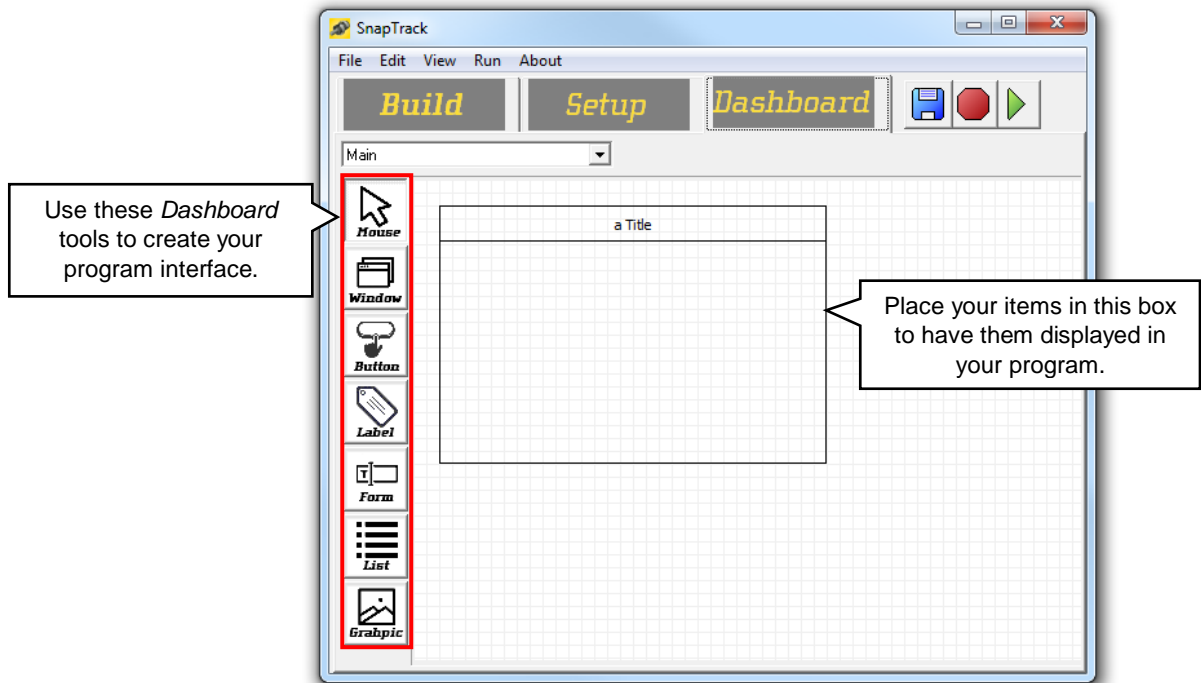 SnapTrack
File Edit View Run About
Build Setup Dashboard
Main
Use these Dashboard
tools to create your
program interface.
Mouse
a Title
Window
Place your items in this box
to have them displayed in
your program.
Button
Label
T
Form
List
Grahpic